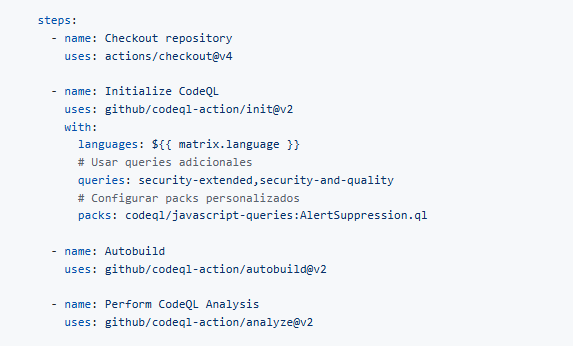 steps:
  - name: Checkout repository
    uses: actions/checkout@v4

  - name: Initialize CodeQL
    uses: github/codeql-action/init@v2
    with:
      languages: ${{ matrix.language }}
      # Usar queries adicionales
      queries: security-extended,security-and-quality
      # Configurar packs personalizados
      packs: codeql/javascript-queries:AlertSuppression.ql

  - name: Autobuild
    uses: github/codeql-action/autobuild@v2

  - name: Perform CodeQL Analysis
    uses: github/codeql-action/analyze@v2